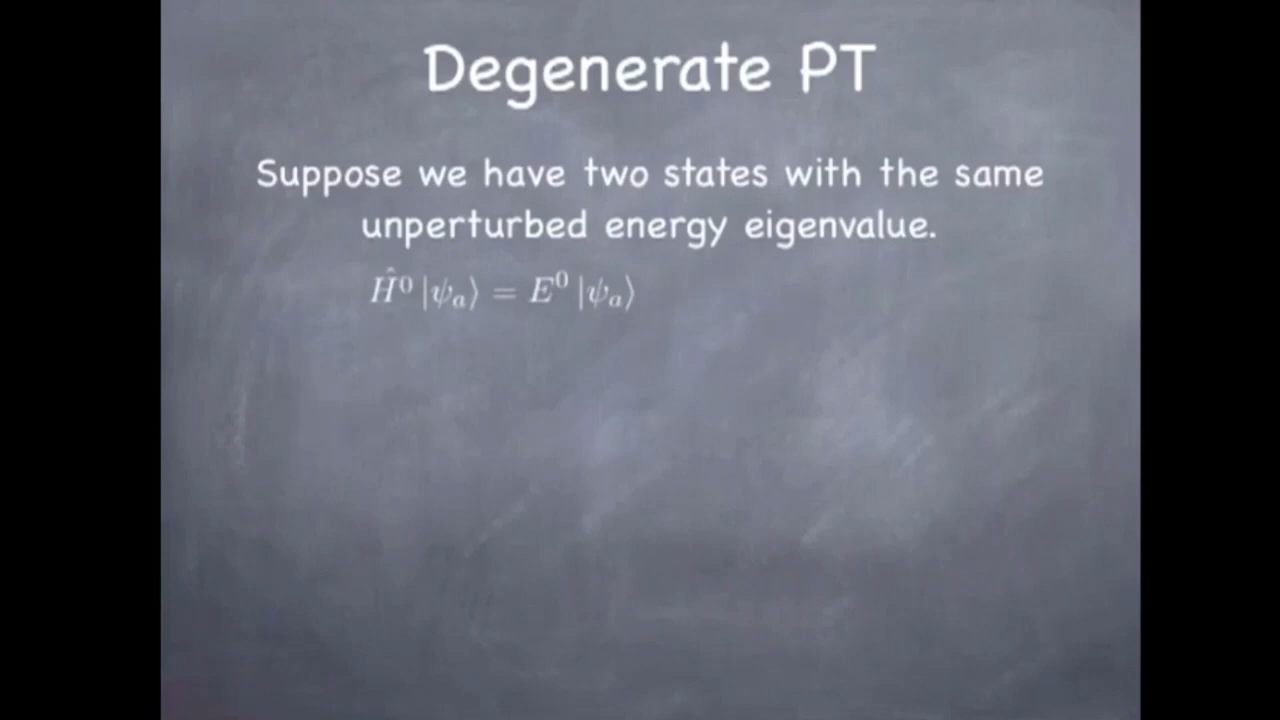 Degenerate PT
Suppose we have two states with the same
unperturbed energy eigenvalue.
Ĥ⁰ |ψₐ⟩ = E⁰ |ψₐ⟩